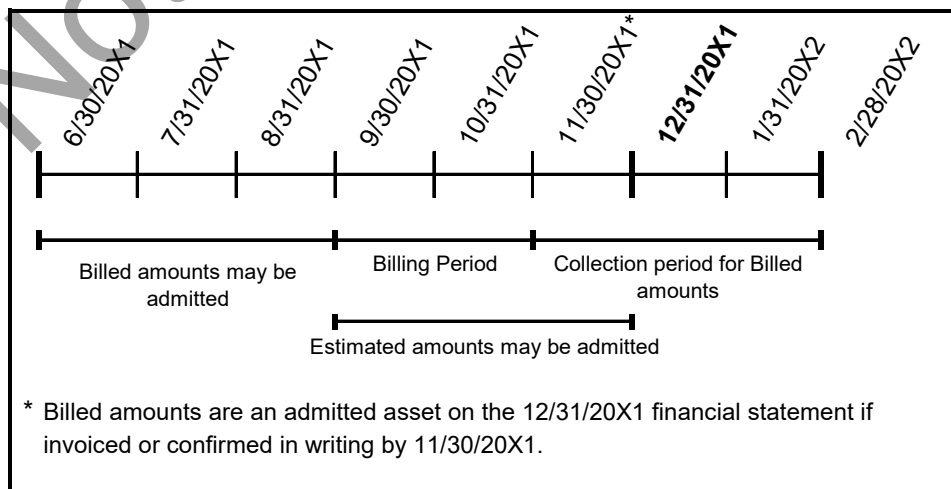 6/30/20X1
7/31/20X1
8/31/20X1
9/30/20X1
10/31/20X1
11/30/20X1*
12/31/20X1
1/31/20X2
2/28/20X2
Billed amounts may be
admitted
Billing Period
Collection period for Billed
amounts
Estimated amounts may be admitted
* Billed amounts are an admitted asset on the 12/31/20X1 financial statement if
invoiced or confirmed in writing by 11/30/20X1.